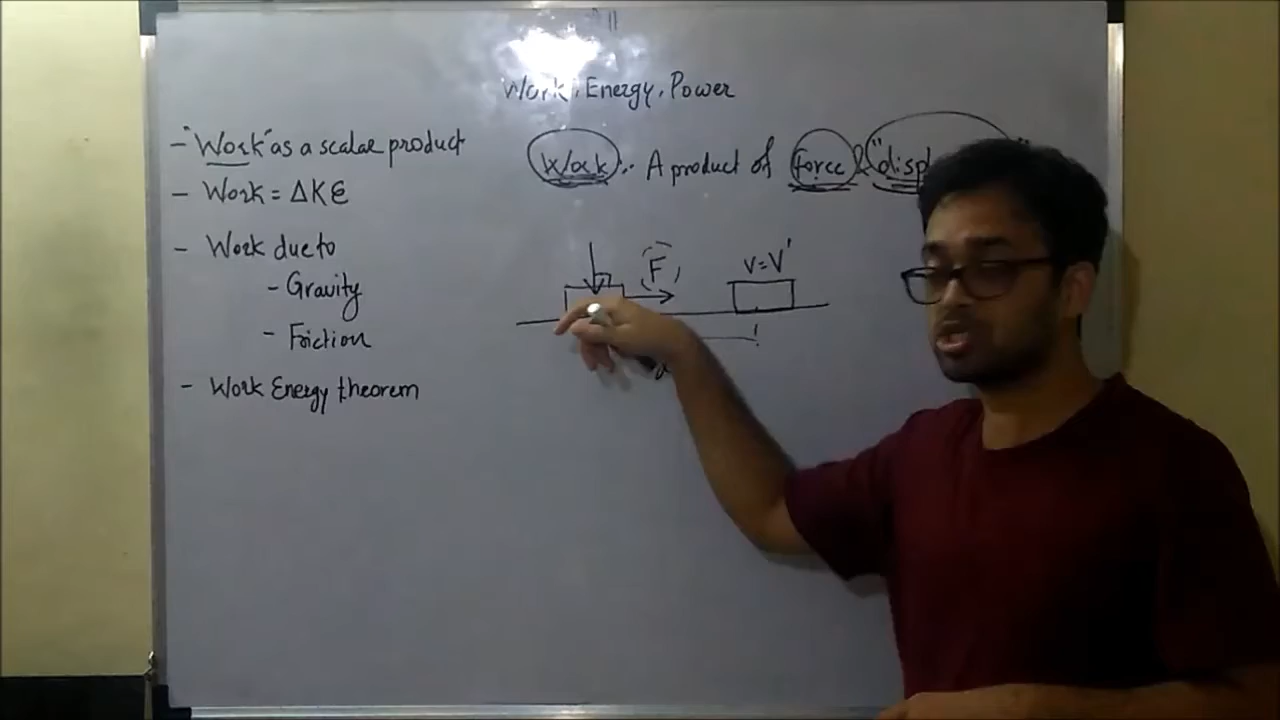 Work, Energy, Power
- "Work" as a scalar product
- Work = ΔKE
- Work due to
- Gravity
- Friction
- Work Energy theorem
Work :- A product of force & "disp
F
V=V'